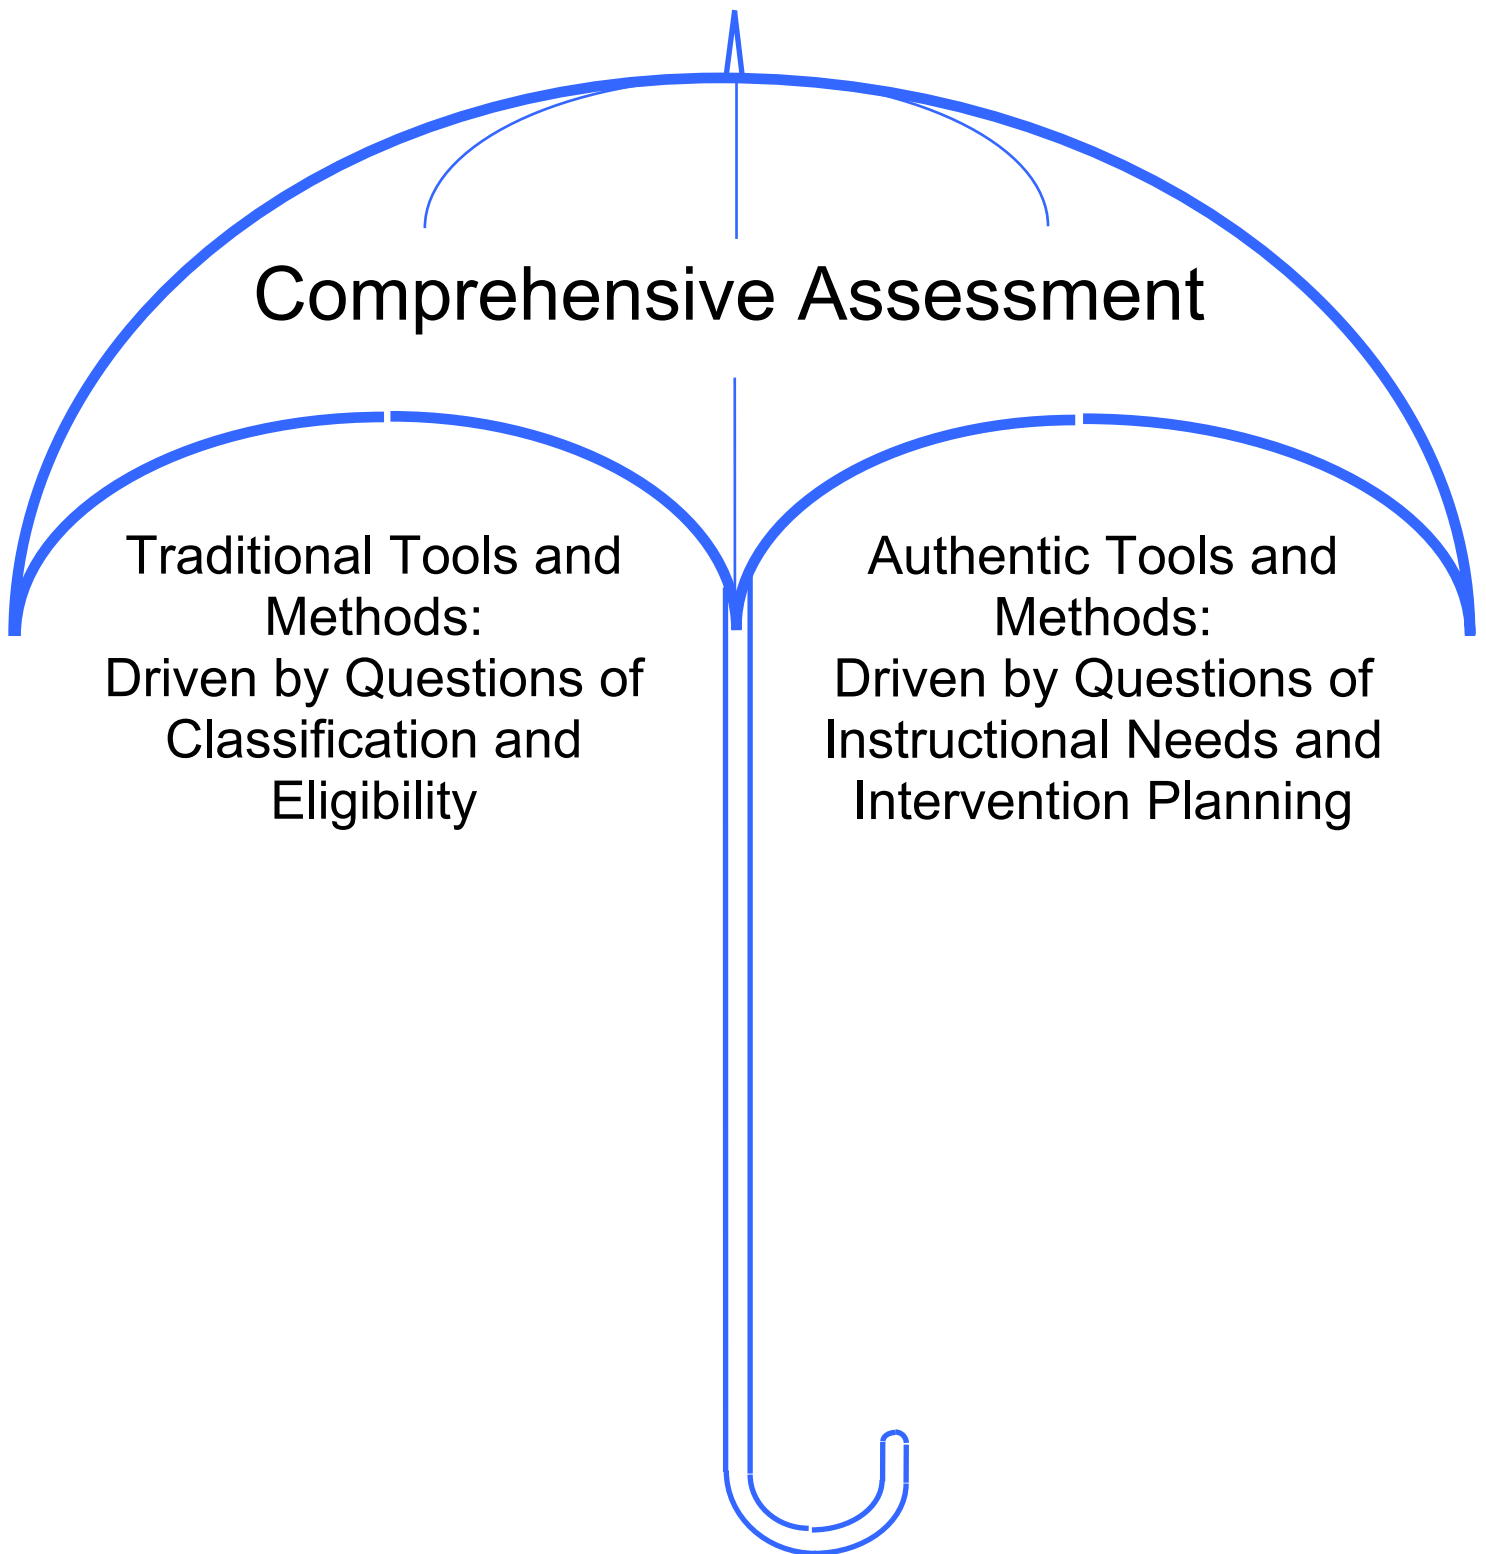 Comprehensive Assessment
Traditional Tools and
Methods:
Driven by Questions of
Classification and
Eligibility
Authentic Tools and
Methods:
Driven by Questions of
Instructional Needs and
Intervention Planning